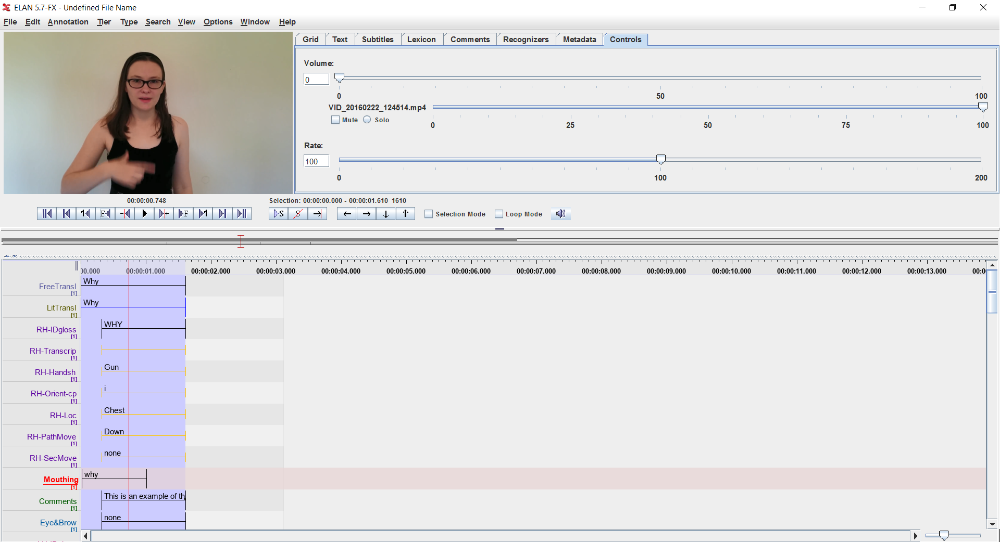 ELAN 5.7-FX - Undefined File Name
File Edit Annotation Tier Type Search View Options Window Help
Grid Text Subtitles Lexicon Comments Recognizers Metadata Controls
Volume:
0
0 50 100
VID_20160222_124514.mp4
Mute Solo
0 25 50 75 100
Rate:
100
0 100 200
00:00:00.748
Selection: 00:00:00.000 - 00:00:01.610 1610
1 F - + F 1 S S Selection Mode Loop Mode
00.000 00:00:01.000 00:00:02.000 00:00:03.000 00:00:04.000 00:00:05.000 00:00:06.000 00:00:07.000 00:00:08.000 00:00:09.000 00:00:10.000 00:00:11.000 00:00:12.000 00:00:13.000 00:0
FreeTransl [1] Why
LitTransl [1] Why
RH-IDgloss [1] WHY
RH-Transcrip [1]
RH-Handsh [1] Gun
RH-Orient-cp [1] i
RH-Loc [1] Chest
RH-PathMove [1] Down
RH-SecMove [1] none
Mouthing [1] why
Comments [1] This is an example of th
Eye&Brow [1] none